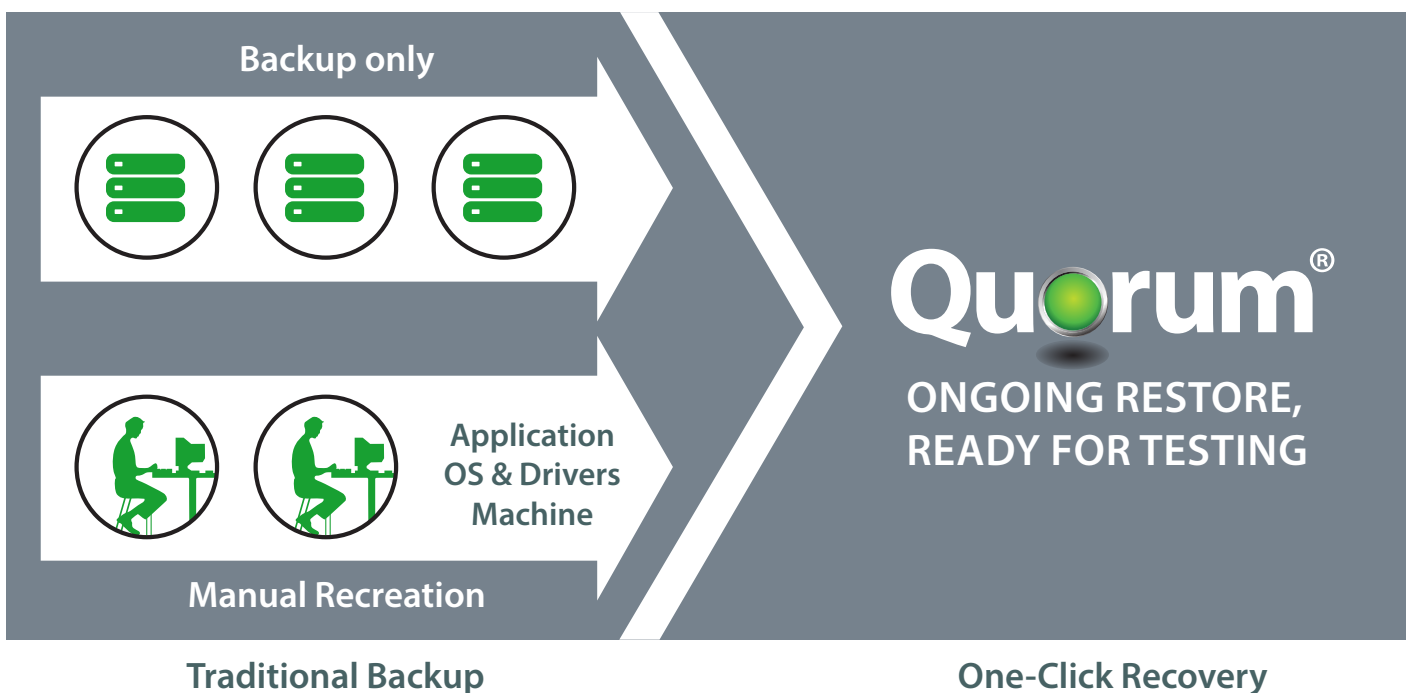 Backup only
Application
OS & Drivers
Machine
Manual Recreation
Traditional Backup
Quorum®
ONGOING RESTORE,
READY FOR TESTING
One-Click Recovery